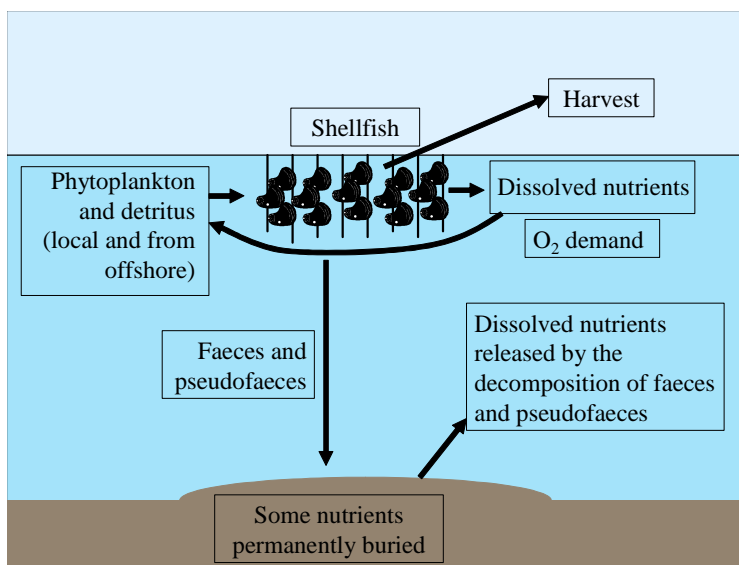 Harvest
Shellfish
Phytoplankton
and detritus
(local and from
offshore)
Dissolved nutrients
O₂ demand
Faeces and
pseudofaeces
Dissolved nutrients
released by the
decomposition of faeces
and pseudofaeces
Some nutrients
permanently buried